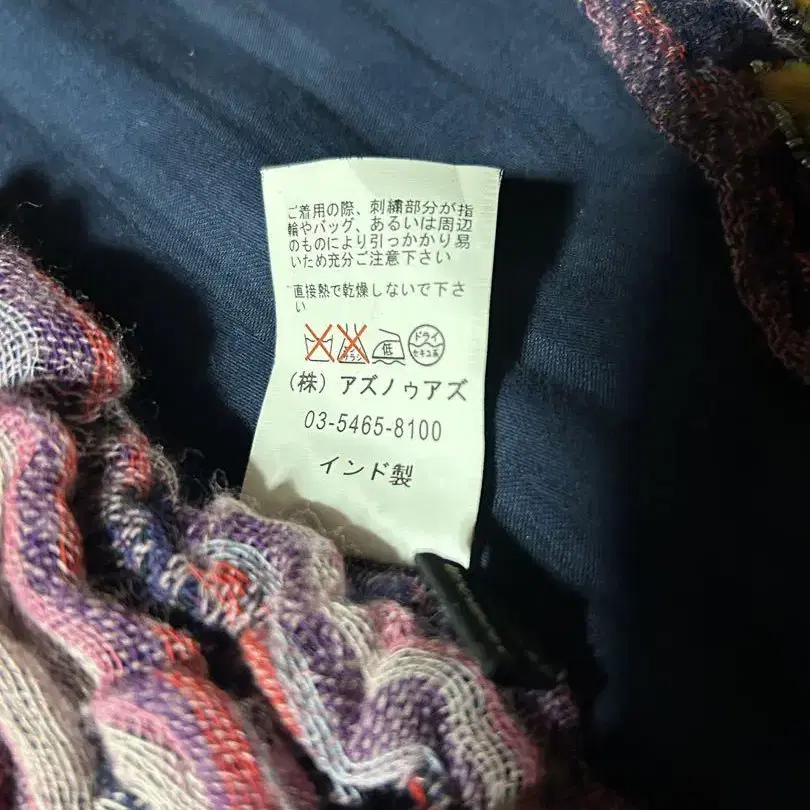 ご着用の際、刺繍部分が指
輪やバッグ、あるいは周辺
のものにより引っかかり易
いため充分ご注意下さい
直接熱で乾燥しないで下さ
い
低
ドライ
セキユ系
(株) アズノゥアズ
03-5465-8100
インド製